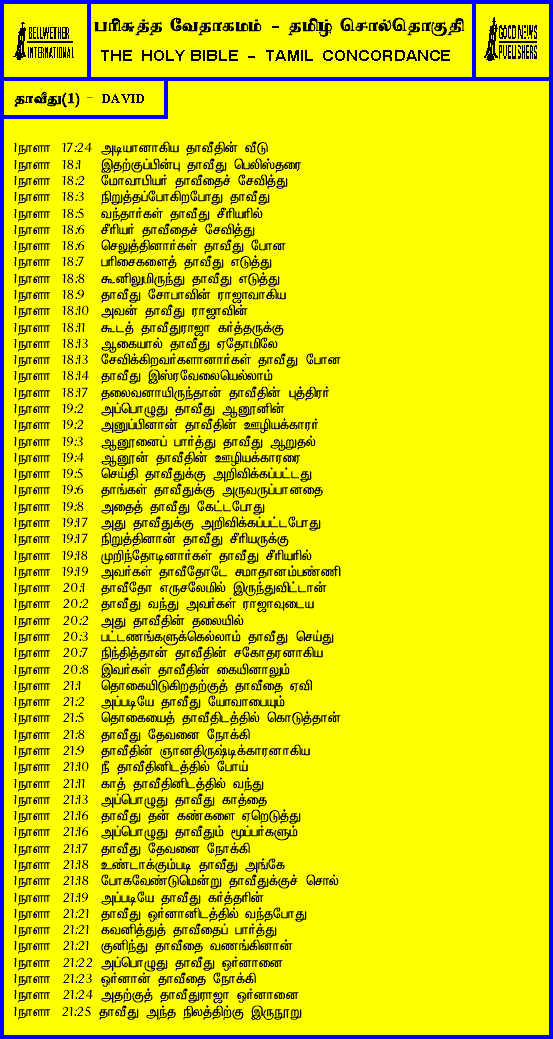 BELLWETHER
INTERNATIONAL
பரிசுத்த வேதாகமம் - தமிழ் சொல்தொகுதி
THE HOLY BIBLE - TAMIL CONCORDANCE
GOOD NEWS
PUBLISHERS
தாவீது(1) - DAVID
1நாளா 17:24 அடியானாகிய தாவீதின் வீடு
1நாளா 18:1 இதற்குப்பின்பு தாவீது பெலிஸ்தரை
1நாளா 18:2 மோவாபியர் தாவீதைச் சேவித்து
1நாளா 18:3 நிறுத்தப்போகிறபோது தாவீது
1நாளா 18:5 வந்தார்கள் தாவீது சீரியரில்
1நாளா 18:6 சீரியர் தாவீதைச் சேவித்து
1நாளா 18:6 செலுத்தினார்கள் தாவீது போன
1நாளா 18:7 பரிசைகளைத் தாவீது எடுத்து
1நாளா 18:8 கூனிலுமிருந்து தாவீது எடுத்து
1நாளா 18:9 தாவீது சோபாவின் ராஜாவாகிய
1நாளா 18:10 அவன் தாவீது ராஜாவின்
1நாளா 18:11 கூடத் தாவீதுராஜா கர்த்தருக்கு
1நாளா 18:13 ஆகையால் தாவீது ஏதோமிலே
1நாளா 18:13 சேவிக்கிறவர்களானார்கள் தாவீது போன
1நாளா 18:14 தாவீது இஸ்ரவேலையெல்லாம்
1நாளா 18:17 தலைவனாயிருந்தான் தாவீதின் புத்திரர்
1நாளா 19:2 அப்பொழுது தாவீது ஆனூனின்
1நாளா 19:2 அனுப்பினான் தாவீதின் ஊழியக்காரர்
1நாளா 19:3 ஆனூனைப் பார்த்து தாவீது ஆறுதல்
1நாளா 19:4 ஆனூன் தாவீதின் ஊழியக்காரரை
1நாளா 19:5 செய்தி தாவீதுக்கு அறிவிக்கப்பட்டது
1நாளா 19:6 தாங்கள் தாவீதுக்கு அருவருப்பானதை
1நாளா 19:8 அதைத் தாவீது கேட்டபோது
1நாளா 19:17 அது தாவீதுக்கு அறிவிக்கப்பட்டபோது
1நாளா 19:17 நிறுத்தினான் தாவீது சீரியருக்கு
1நாளா 19:18 முறிந்தோடினார்கள் தாவீது சீரியரில்
1நாளா 19:19 அவர்கள் தாவீதோடே சமாதானம்பண்ணி
1நாளா 20:1 தாவீதோ எருசலேமில் இருந்துவிட்டான்
1நாளா 20:2 தாவீது வந்து அவர்கள் ராஜாவுடைய
1நாளா 20:2 அது தாவீதின் தலையில்
1நாளா 20:3 பட்டணங்களுக்கெல்லாம் தாவீது செய்து
1நாளா 20:7 நிந்தித்தான் தாவீதின் சகோதரனாகிய
1நாளா 20:8 இவர்கள் தாவீதின் கையினாலும்
1நாளா 21:1 தொகையிடுகிறதற்குத் தாவீதை ஏவி
1நாளா 21:2 அப்படியே தாவீது யோவாபையும்
1நாளா 21:5 தொகையைத் தாவீதிடத்தில் கொடுத்தான்
1நாளா 21:8 தாவீது தேவனை நோக்கி
1நாளா 21:9 தாவீதின் ஞானதிருஷ்டிக்காரனாகிய
1நாளா 21:10 நீ தாவீதினிடத்தில் போய்
1நாளா 21:11 காத் தாவீதினிடத்தில் வந்து
1நாளா 21:13 அப்பொழுது தாவீது காத்தை
1நாளா 21:16 தாவீது தன் கண்களை ஏறெடுத்து
1நாளா 21:16 அப்பொழுது தாவீதும் மூப்பர்களும்
1நாளா 21:17 தாவீது தேவனை நோக்கி
1நாளா 21:18 உண்டாக்கும்படி தாவீது அங்கே
1நாளா 21:18 போகவேண்டுமென்று தாவீதுக்குச் சொல்
1நாளா 21:19 அப்படியே தாவீது கர்த்தரின்
1நாளா 21:21 தாவீது ஒர்னானிடத்தில் வந்தபோது
1நாளா 21:21 கவனித்துத் தாவீதைப் பார்த்து
1நாளா 21:21 குனிந்து தாவீதை வணங்கினான்
1நாளா 21:22 அப்பொழுது தாவீது ஒர்னானை
1நாளா 21:23 ஒர்னான் தாவீதை நோக்கி
1நாளா 21:24 அதற்குத் தாவீதுராஜா ஒர்னானை
1நாளா 21:25 தாவீது அந்த நிலத்திற்கு இருநூறு